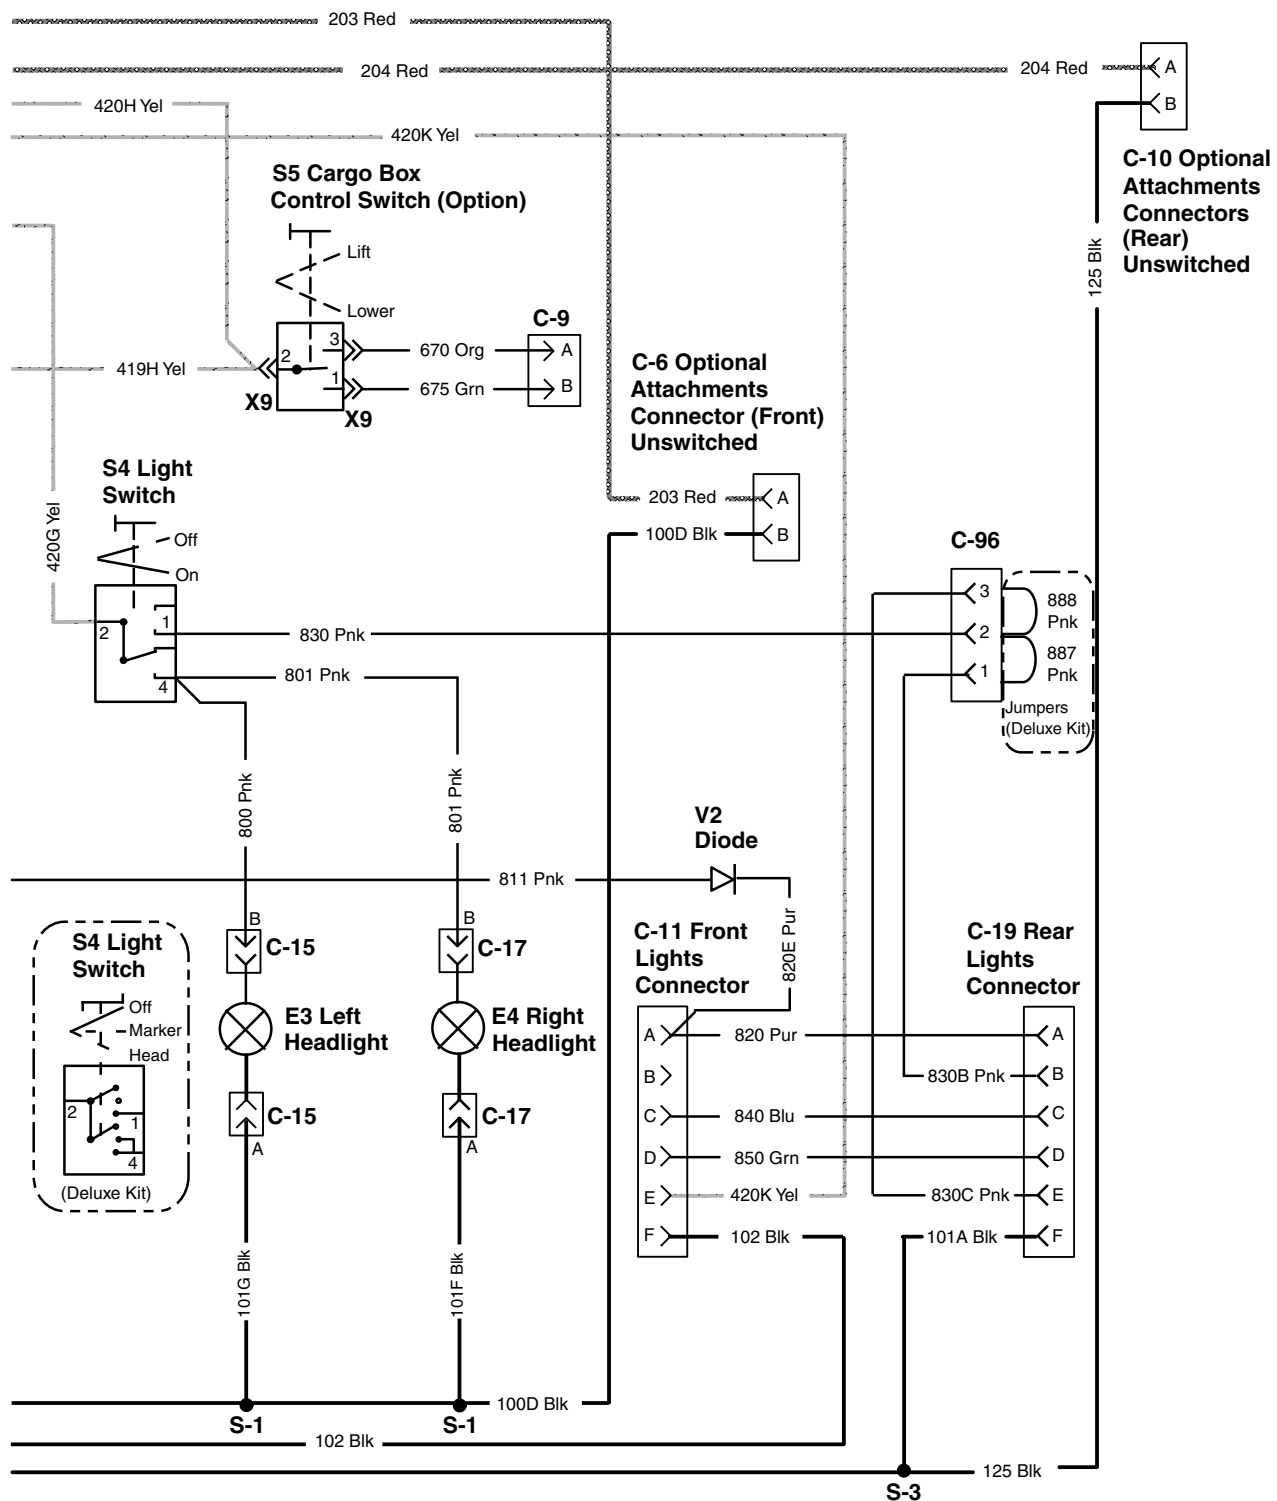 203 Red
204 Red
204 Red
A
420H Yel
B
420K Yel
C-10 Optional
Attachments
Connectors
(Rear)
Unswitched
S5 Cargo Box
Control Switch (Option)
Lift
Lower
125 Blk
C-9
3
670 Org
A
2
419H Yel
1
675 Grn
B
X9
X9
C-6 Optional
Attachments
Connector (Front)
Unswitched
S4 Light
Switch
203 Red
A
100D Blk
B
420G Yel
Off
On
C-96
3
888
Pnk
1
2
830 Pnk
2
887
Pnk
801 Pnk
4
1
Jumpers
(Deluxe Kit)
800 Pnk
801 Pnk
V2
Diode
811 Pnk
820E Pur
B
B
C-15
C-17
C-11 Front
Lights
Connector
C-19 Rear
Lights
Connector
S4 Light
Switch
Off
Marker
Head
2
1
4
(Deluxe Kit)
E3 Left
Headlight
E4 Right
Headlight
A
820 Pur
A
B
830B Pnk
B
C-15
C-17
C
840 Blu
C
A
A
D
850 Grn
D
E
420K Yel
830C Pnk
E
F
102 Blk
101A Blk
F
101G Blk
101F Blk
100D Blk
S-1
S-1
102 Blk
125 Blk
S-3